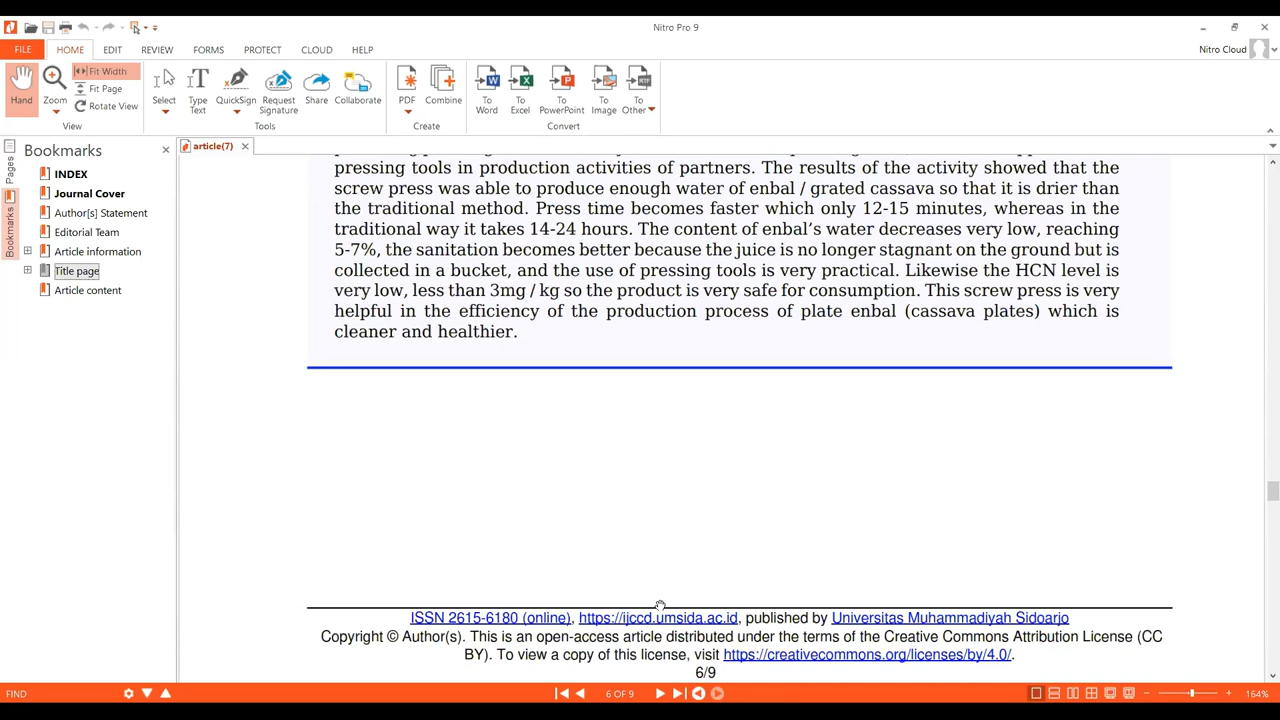 Nitro Pro 9
FILE HOME EDIT REVIEW FORMS PROTECT CLOUD HELP Nitro Cloud
Hand Zoom Fit Width Fit Page Rotate View Select Type Text QuickSign Request Signature Share Collaborate PDF Combine To Word To Excel To PowerPoint To Image To Other
View Tools Create Convert
Pages
Bookmarks
Bookmarks
INDEX
Journal Cover
Author[s] Statement
Editorial Team
Article information
Title page
Article content
article(7)
pressing tools in production activities of partners. The results of the activity showed that the
screw press was able to produce enough water of enbal / grated cassava so that it is drier than
the traditional method. Press time becomes faster which only 12-15 minutes, whereas in the
traditional way it takes 14-24 hours. The content of enbal's water decreases very low, reaching
5-7%, the sanitation becomes better because the juice is no longer stagnant on the ground but is
collected in a bucket, and the use of pressing tools is very practical. Likewise the HCN level is
very low, less than 3mg / kg so the product is very safe for consumption. This screw press is very
helpful in the efficiency of the production process of plate enbal (cassava plates) which is
cleaner and healthier.
ISSN 2615-6180 (online), https://ijccd.umsida.ac.id, published by Universitas Muhammadiyah Sidoarjo
Copyright © Author(s). This is an open-access article distributed under the terms of the Creative Commons Attribution License (CC
BY). To view a copy of this license, visit https://creativecommons.org/licenses/by/4.0/.
6/9
FIND 6 OF 9 164%